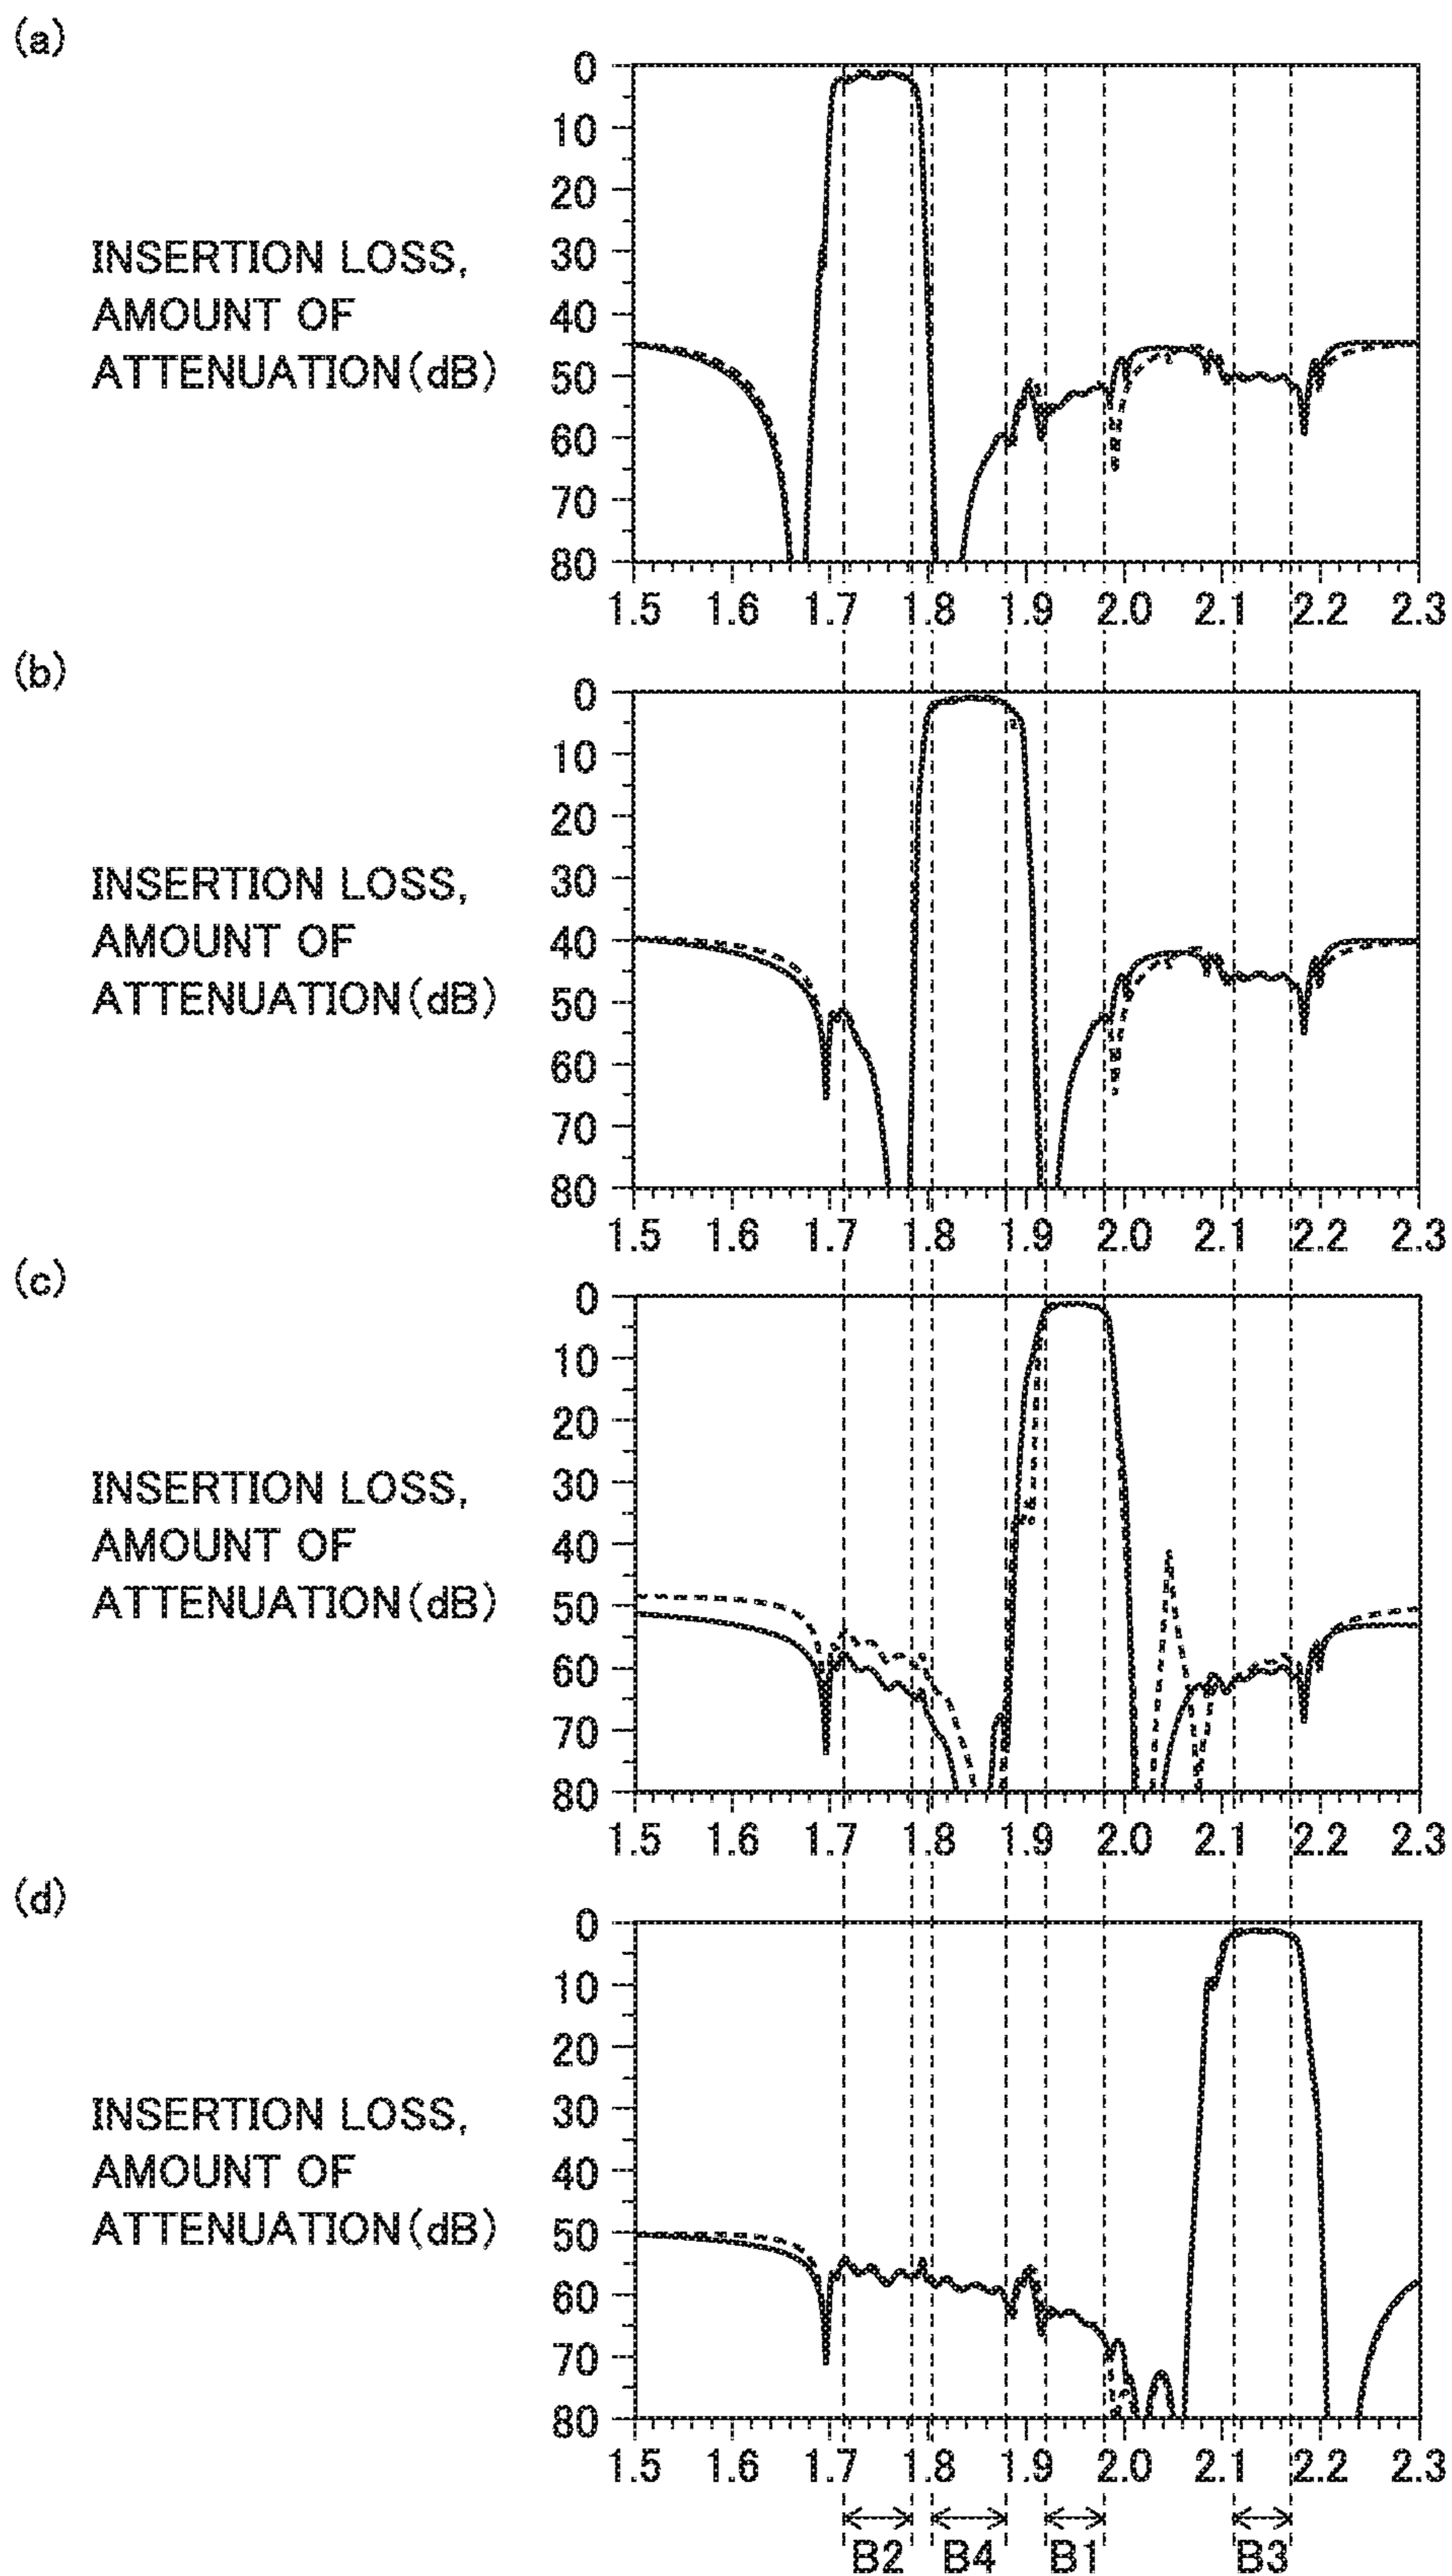 (a)
INSERTION LOSS,
AMOUNT OF
ATTENUATION(dB)
0
10
20
30
40
50
60
70
80
1.5 1.6 1.7 1.8 1.9 2.0 2.1 2.2 2.3
(b)
INSERTION LOSS,
AMOUNT OF
ATTENUATION(dB)
0
10
20
30
40
50
60
70
80
1.5 1.6 1.7 1.8 1.9 2.0 2.1 2.2 2.3
(c)
INSERTION LOSS,
AMOUNT OF
ATTENUATION(dB)
0
10
20
30
40
50
60
70
80
1.5 1.6 1.7 1.8 1.9 2.0 2.1 2.2 2.3
(d)
INSERTION LOSS,
AMOUNT OF
ATTENUATION(dB)
0
10
20
30
40
50
60
70
80
1.5 1.6 1.7 1.8 1.9 2.0 2.1 2.2 2.3
B2 B4 B1 B3